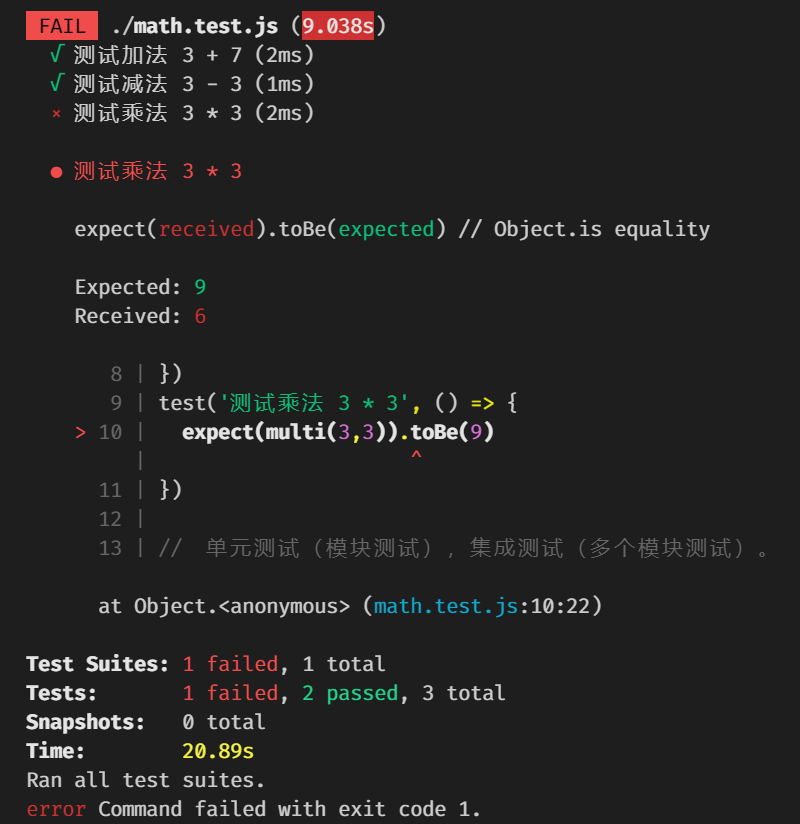 FAIL ./math.test.js (9.038s)
√ 测试加法 3 + 7 (2ms)
√ 测试减法 3 - 3 (1ms)
× 测试乘法 3 * 3 (2ms)
● 测试乘法 3 * 3
expect(received).toBe(expected) // Object.is equality
Expected: 9
Received: 6
8 | })
9 | test('测试乘法 3 * 3', () => {
> 10 |   expect(multi(3,3)).toBe(9)
|                      ^
11 | })
12 |
13 | // 单元测试（模块测试），集成测试（多个模块测试）。
at Object.<anonymous> (math.test.js:10:22)
Test Suites: 1 failed, 1 total
Tests:       1 failed, 2 passed, 3 total
Snapshots:   0 total
Time:        20.89s
Ran all test suites.
error Command failed with exit code 1.